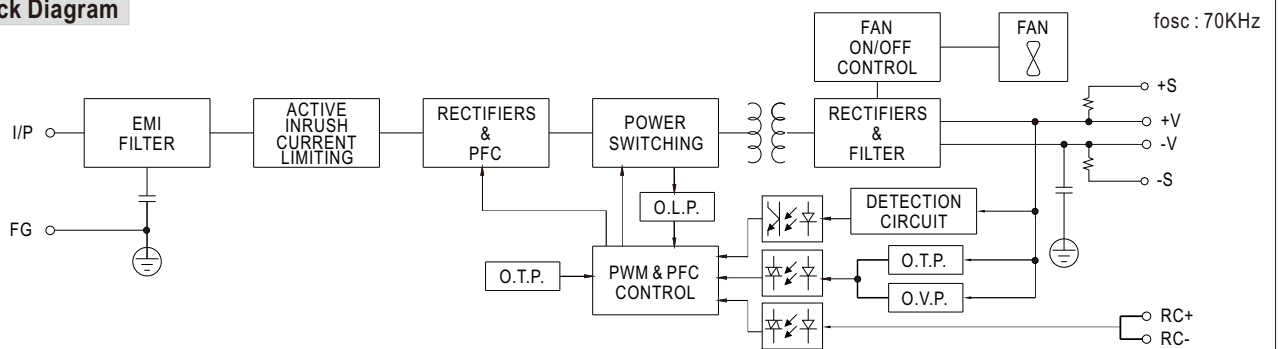 ck Diagram
fosc : 70KHz
FAN
ON/OFF
CONTROL
FAN
I/P
EMI
FILTER
ACTIVE
INRUSH
CURRENT
LIMITING
RECTIFIERS
&
PFC
POWER
SWITCHING
RECTIFIERS
&
FILTER
+S
+V
-V
-S
FG
O.L.P.
DETECTION
CIRCUIT
O.T.P.
PWM & PFC
CONTROL
O.T.P.
O.V.P.
RC+
RC-